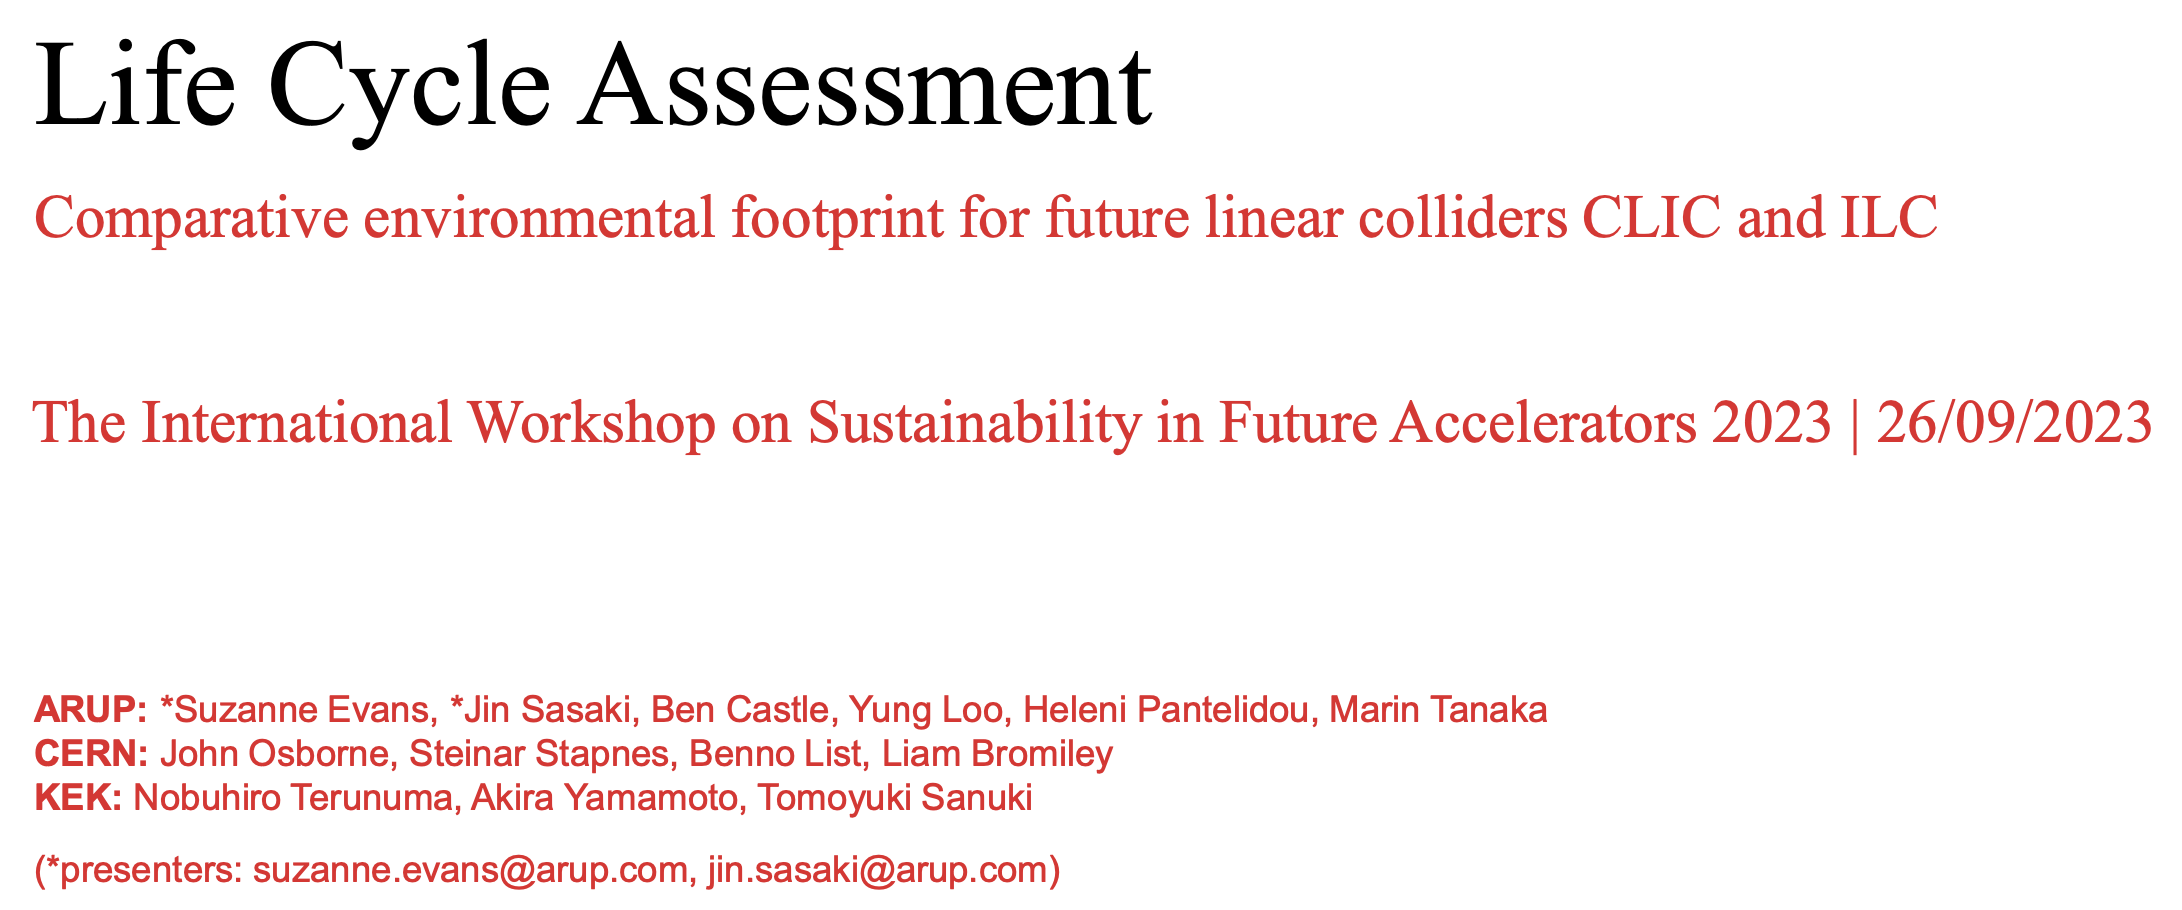 Life Cycle Assessment
Comparative environmental footprint for future linear colliders CLIC and ILC
The International Workshop on Sustainability in Future Accelerators 2023 | 26/09/2023
ARUP: *Suzanne Evans, *Jin Sasaki, Ben Castle, Yung Loo, Heleni Pantelidou, Marin Tanaka
CERN: John Osborne, Steinar Stapnes, Benno List, Liam Bromiley
KEK: Nobuhiro Terunuma, Akira Yamamoto, Tomoyuki Sanuki
(*presenters: suzanne.evans@arup.com, jin.sasaki@arup.com)